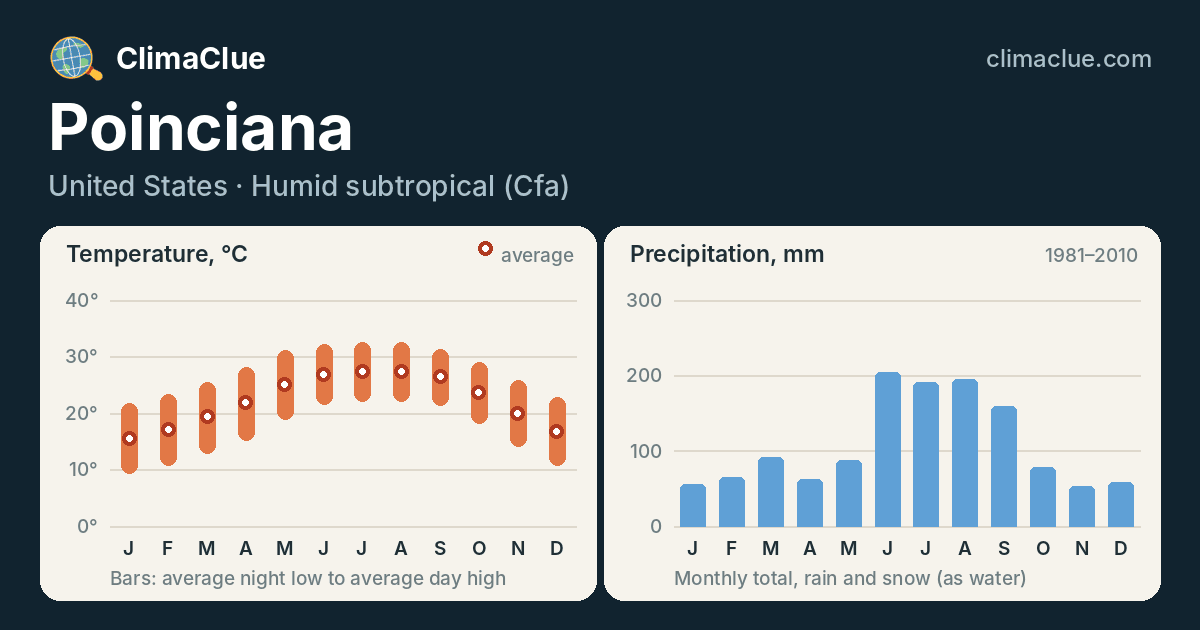 ClimaClue
climaclue.com
Poinciana
United States · Humid subtropical (Cfa)
Temperature, °C
average
40°
30°
20°
10°
0°
J F M A M J J A S O N D
Bars: average night low to average day high
Precipitation, mm
1981–2010
300
200
100
0
J F M A M J J A S O N D
Monthly total, rain and snow (as water)